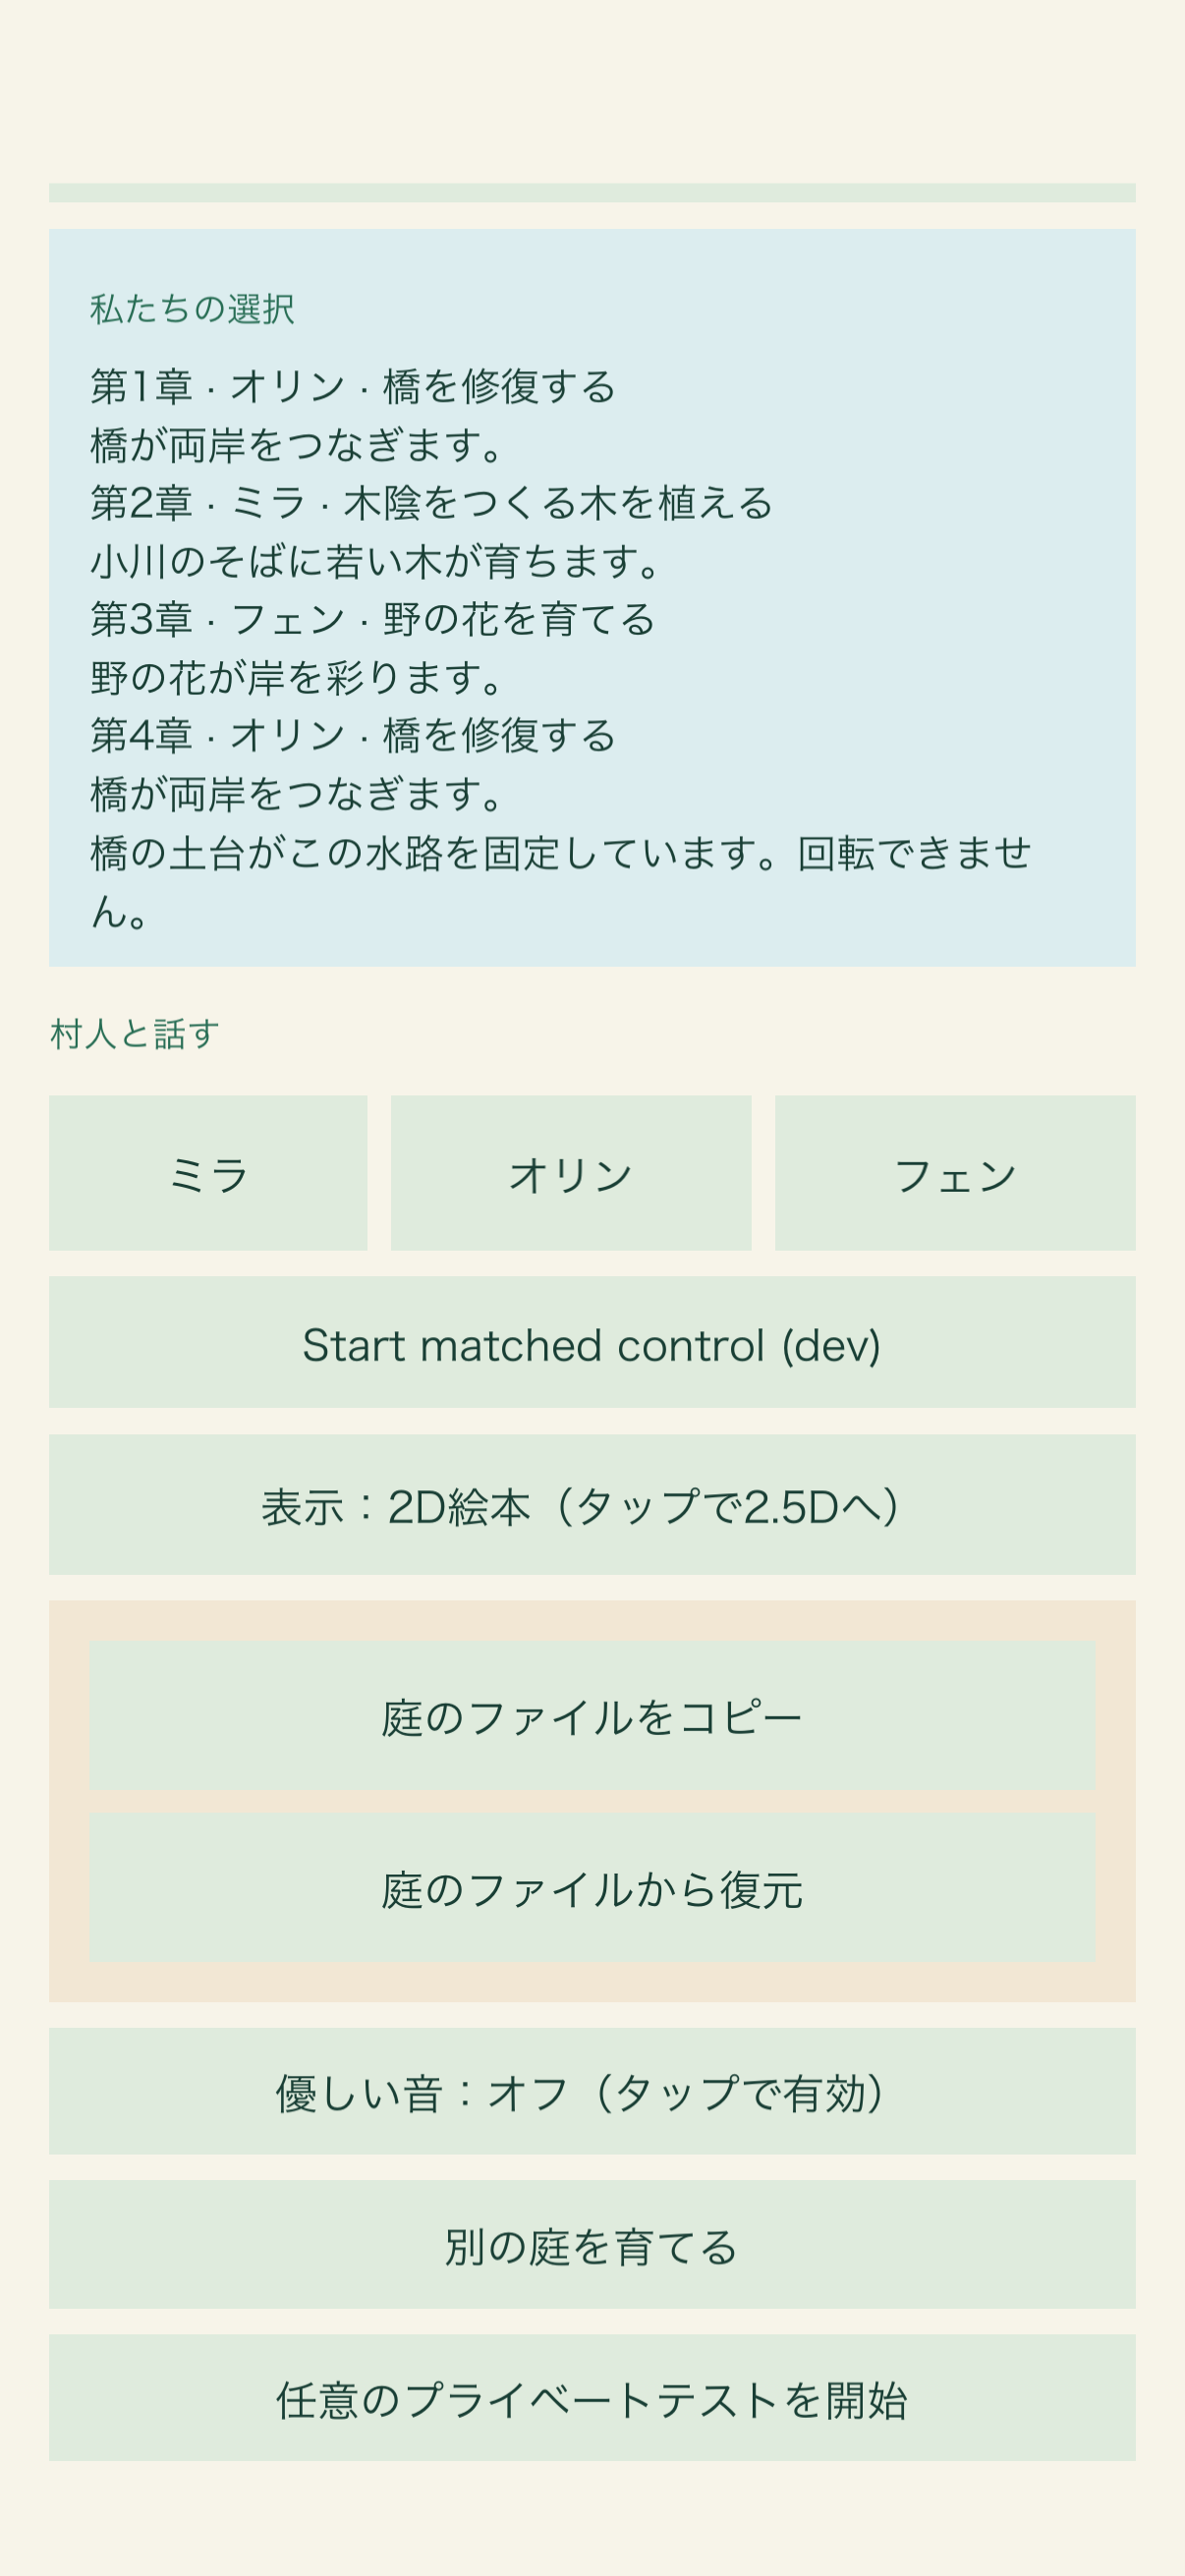 私たちの選択
第1章 · オリン · 橋を修復する
橋が両岸をつなぎます。
第2章 · ミラ · 木陰をつくる木を植える
小川のそばに若い木が育ちます。
第3章 · フェン · 野の花を育てる
野の花が岸を彩ります。
第4章 · オリン · 橋を修復する
橋が両岸をつなぎます。
橋の土台がこの水路を固定しています。回転できませ
ん。
村人と話す
ミラ
オリン
フェン
Start matched control (dev)
表示：2D絵本（タップで2.5Dへ）
庭のファイルをコピー
庭のファイルから復元
優しい音：オフ（タップで有効）
別の庭を育てる
任意のプライベートテストを開始